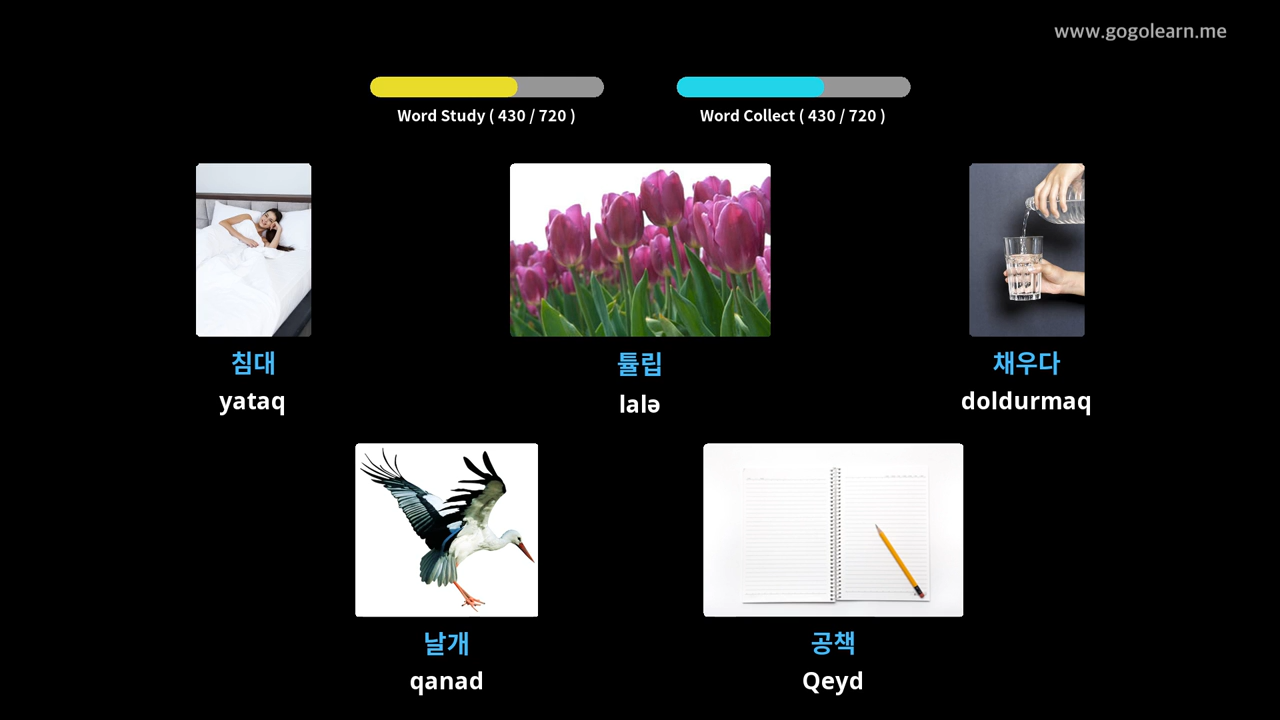 www.gogolearn.me
Word Study ( 430 / 720 )
Word Collect ( 430 / 720 )
침대
yataq
튤립
lalə
채우다
doldurmaq
날개
qanad
공책
Qeyd